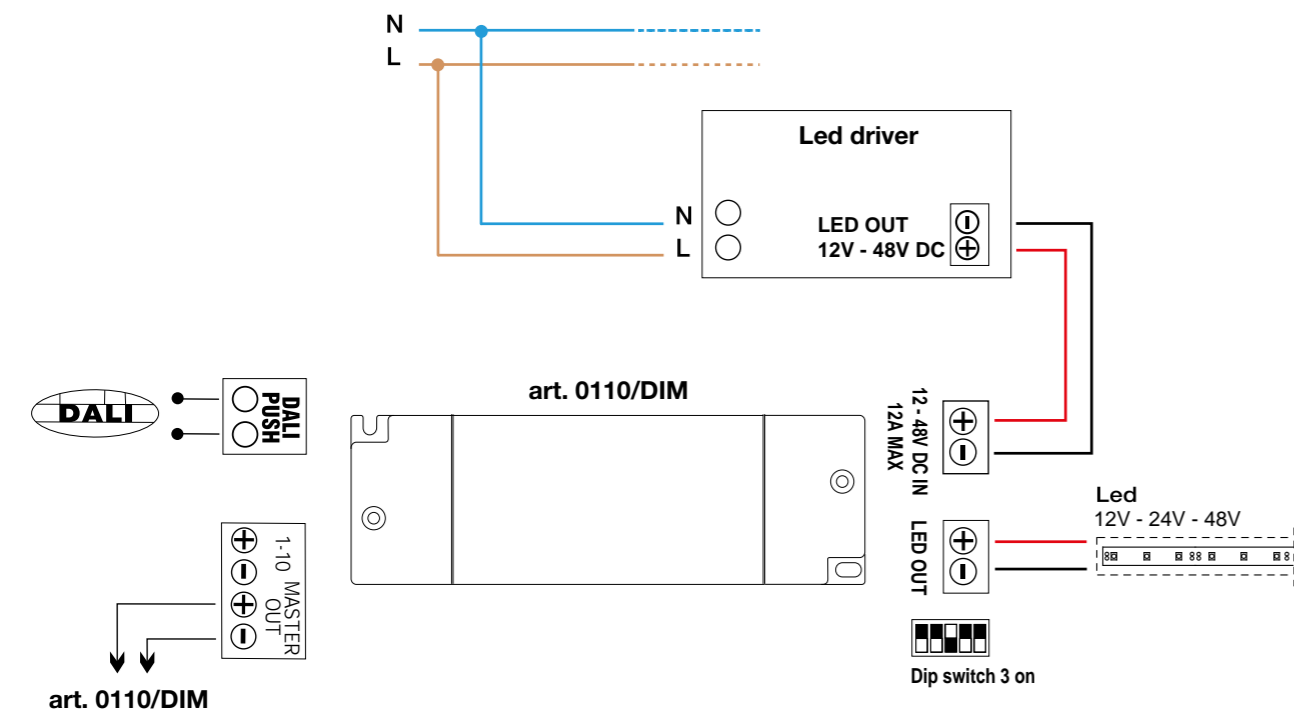 N
L
Led driver
N
L
LED OUT
12V - 48V DC
art. 0110/DIM
DALI
DALI
PUSH
12 - 48V DC IN
12A MAX
Led
12V - 24V - 48V
1-10
MASTER
OUT
LED OUT
Dip switch 3 on
art. 0110/DIM